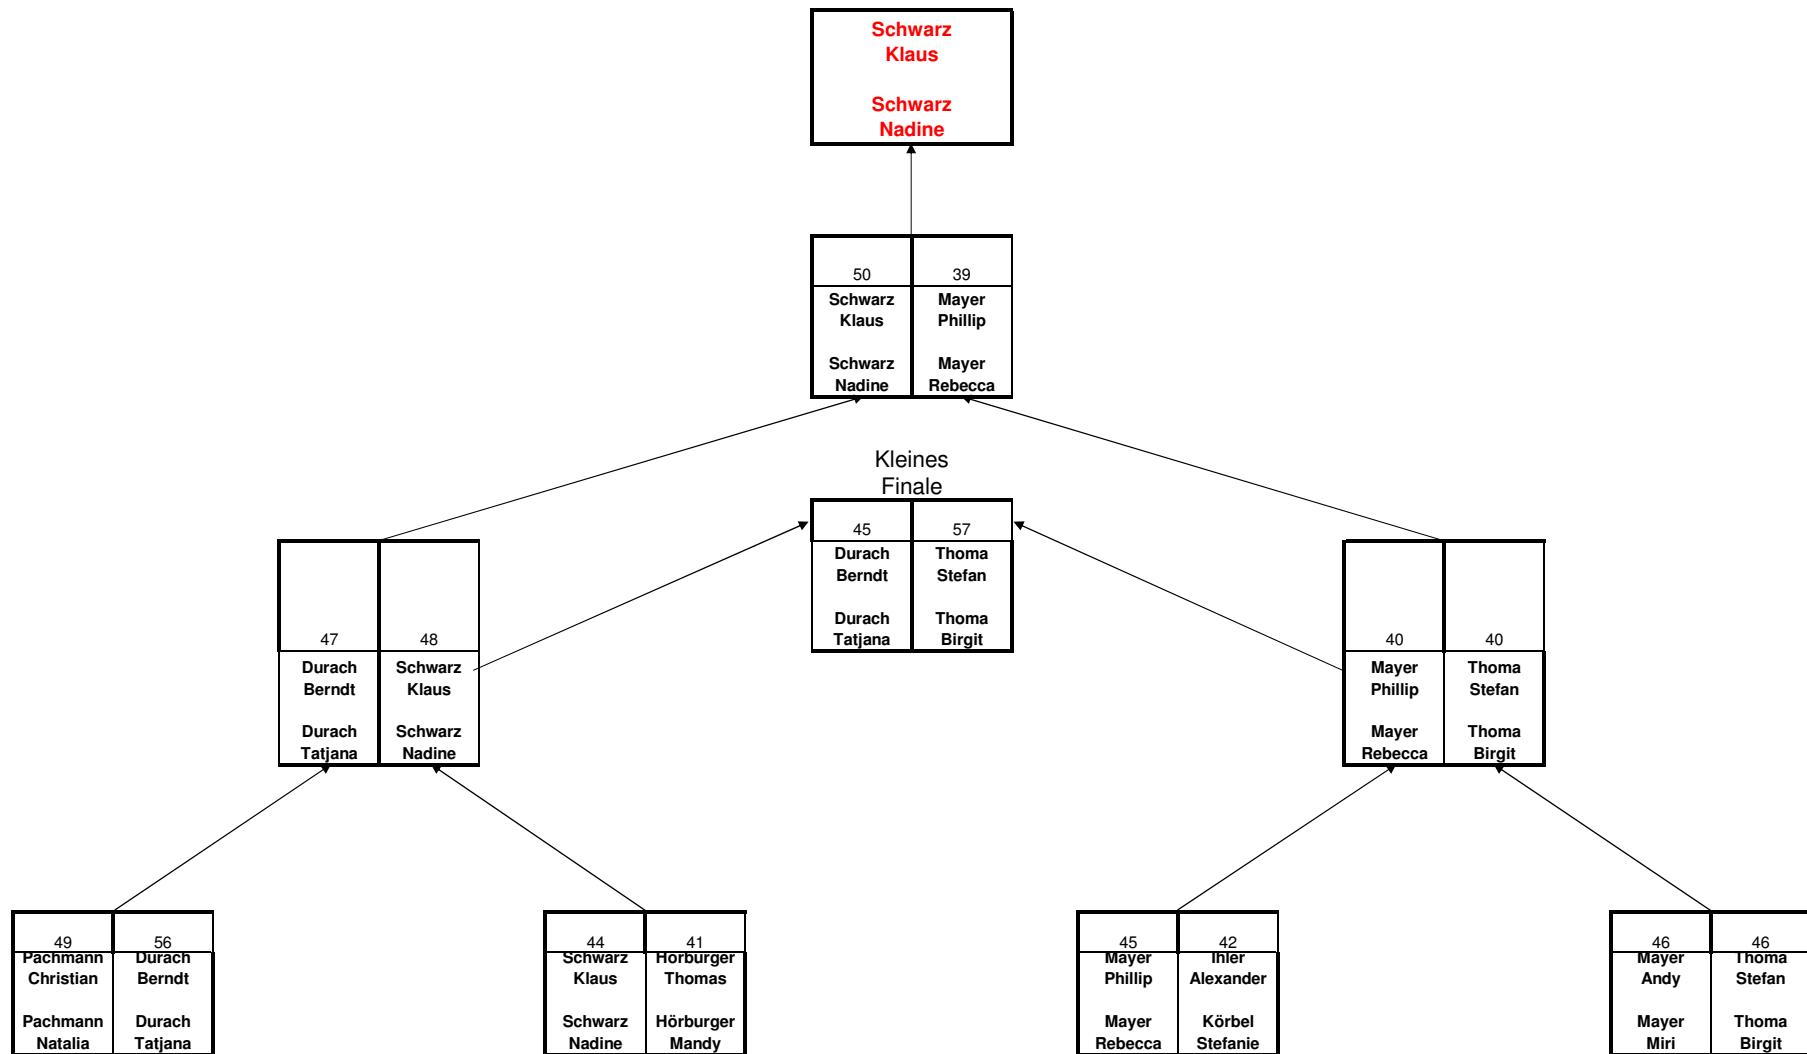 Schwarz
Klaus
Schwarz
Nadine
50 39
Schwarz Mayer
Klaus Phillip
Schwarz Mayer
Nadine Rebecca
Kleines
Finale
45 57
Durach Thoma
Berndt Stefan
Durach Thoma
Tatjana Birgit
47 48
Durach Schwarz
Berndt Klaus
Durach Schwarz
Tatjana Nadine
40 40
Mayer Thoma
Phillip Stefan
Mayer Thoma
Rebecca Birgit
49 56
Pachmann Durach
Christian Berndt
Pachmann Durach
Natalia Tatjana
44 41
Schwarz Hörburger
Klaus Thomas
Schwarz Hörburger
Nadine Mandy
45 42
Mayer Ihler
Phillip Alexander
Mayer Körbel
Rebecca Stefanie
46 46
Mayer Thoma
Andy Stefan
Mayer Thoma
Miri Birgit